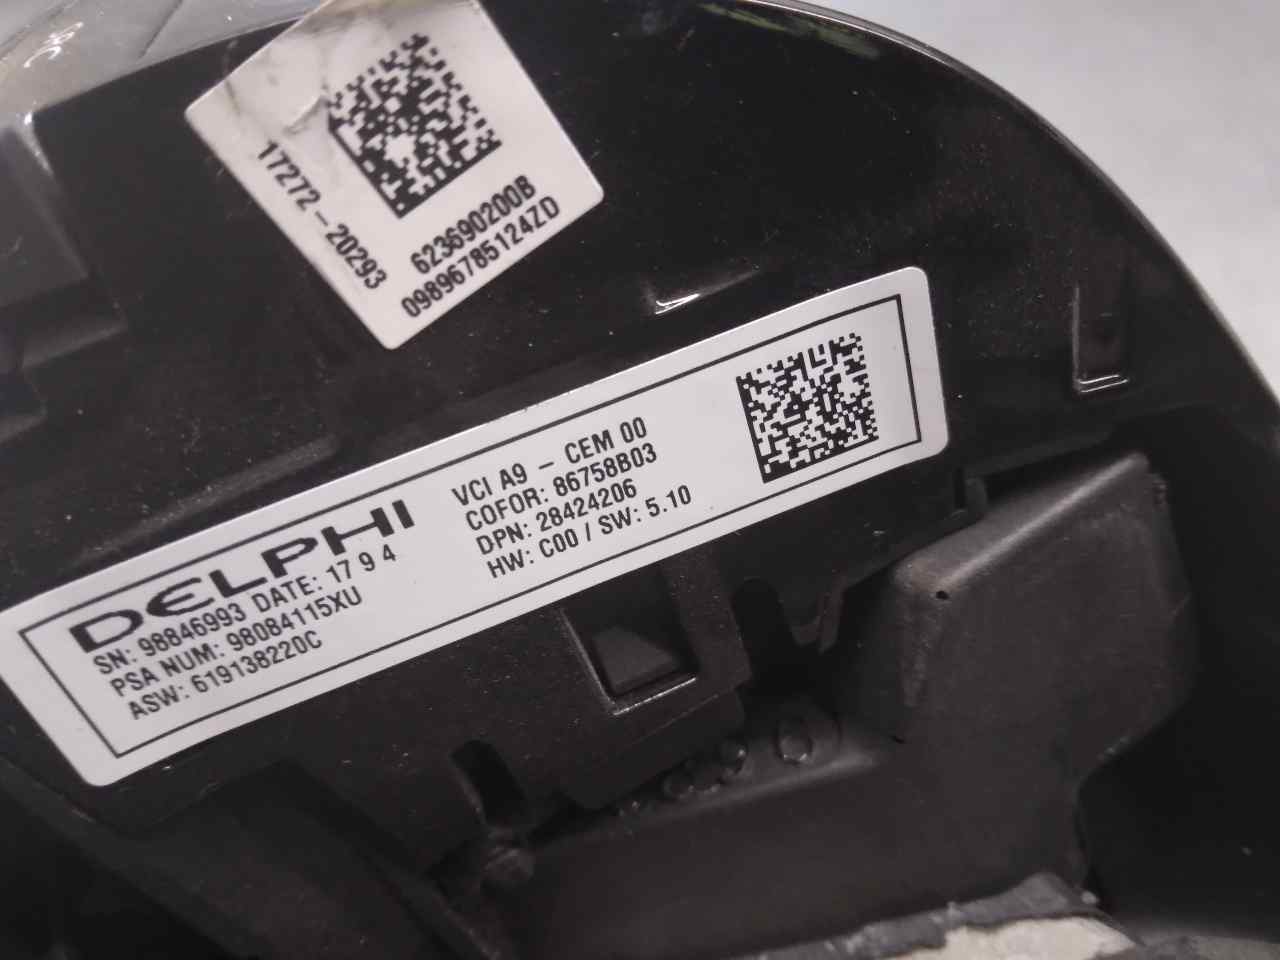 17272-20293
623690200B
09896785124ZD
DELPHI
SN: 98846993 DATE: 17 9 4
PSA NUM: 98084115XU
ASW: 619138220C
VCI A9 - CEM 00
COFOR: 86758B03
DPN: 28424206
HW: C00 / SW: 5.10